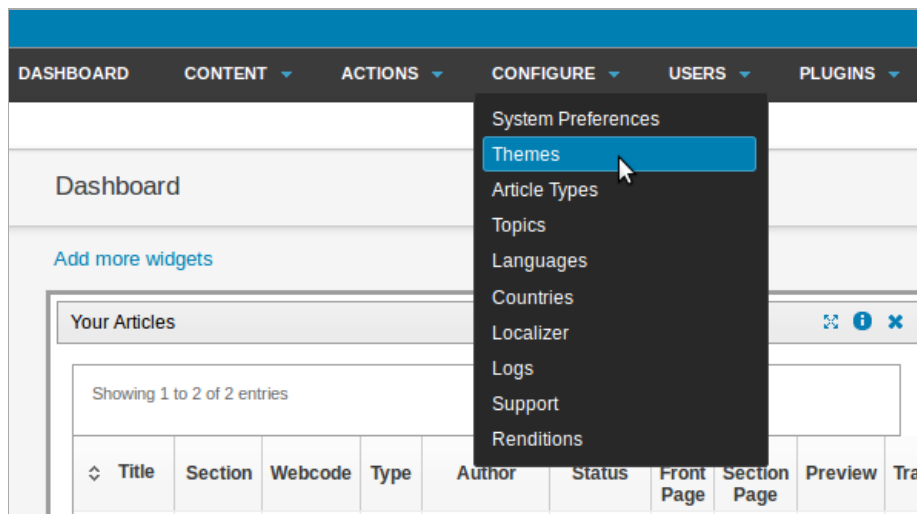 DASHBOARD CONTENT ACTIONS CONFIGURE USERS PLUGINS
System Preferences
Themes
Article Types
Topics
Languages
Countries
Localizer
Logs
Support
Renditions
Dashboard
Add more widgets
Your Articles
Showing 1 to 2 of 2 entries
Title Section Webcode Type Author Status Front Page Section Page Preview Tra